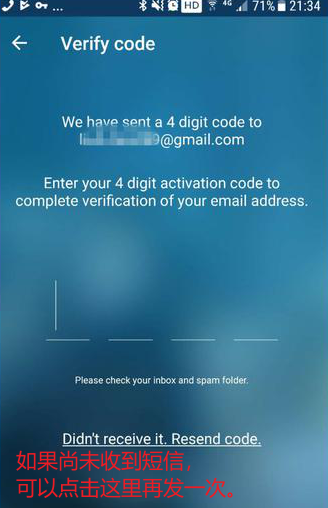 HD 4G 71% 21:34
Verify code
We have sent a 4 digit code to
@gmail.com
Enter your 4 digit activation code to
complete verification of your email address.
Please check your inbox and spam folder.
Didn't receive it. Resend code.
如果尚未收到短信，
可以点击这里再发一次。